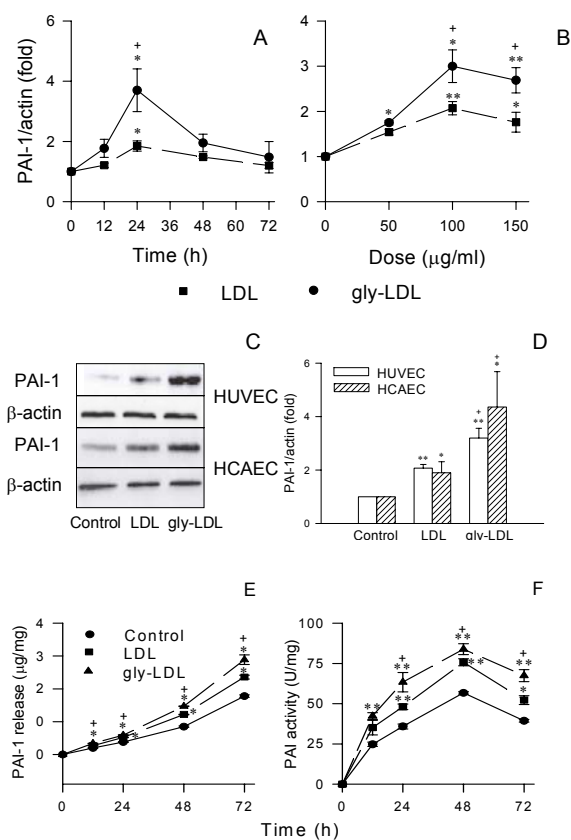 A
PAI-1/actin (fold)
6
4
2
0
+
*
*
0 12 24 36 48 60 72
Time (h)
B
4
3
2
1
0
*
+
*
**
+
**
*
0 50 100 150
Dose (µg/ml)
LDL gly-LDL
C
PAI-1
β-actin
HUVEC
PAI-1
β-actin
HCAEC
Control LDL gly-LDL
D
PAI-1/actin (fold)
6
4
2
0
HUVEC
HCAEC
** *
+
**
+
*
Control LDL gly-LDL
E
PAI-1 release (µg/mg)
4
3
2
0
0
Control
LDL
gly-LDL
+
*
+
*
*
+
*
*
+
*
*
0 24 48 72
F
PAI activity (U/mg)
100
75
50
25
0
**
+
**
**
+
**
**
+
**
*
0 24 48 72
Time (h)